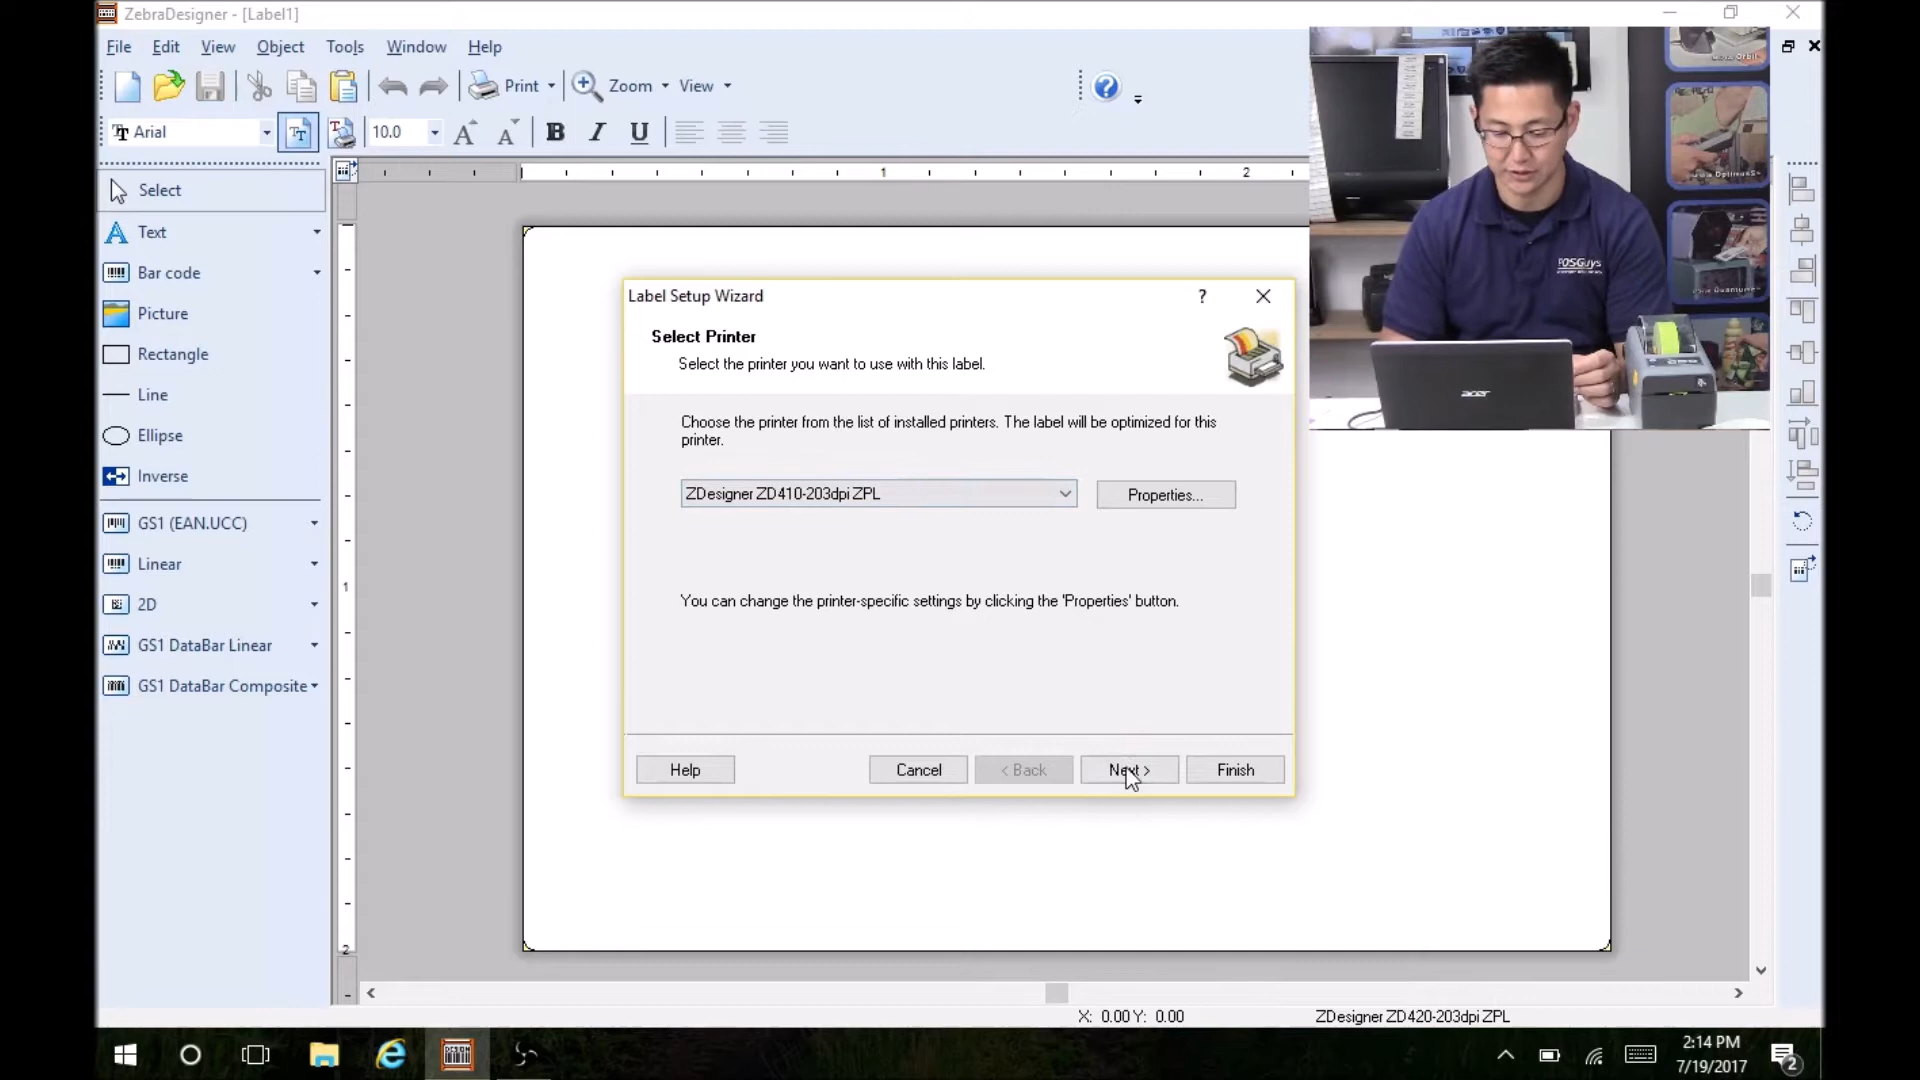 ZebraDesigner - [Label1]
File Edit View Object Tools Window Help
Print Zoom View
Arial 10.0 B I U
1 2
Select
Text
Bar code
Picture
Rectangle
Line
Ellipse
Inverse
GS1 (EAN.UCC)
Linear
2D
GS1 DataBar Linear
GS1 DataBar Composite
1
2
Label Setup Wizard
Select Printer
Select the printer you want to use with this label.
Choose the printer from the list of installed printers. The label will be optimized for this
printer.
ZDesigner ZD410-203dpi ZPL
Properties...
You can change the printer-specific settings by clicking the 'Properties' button.
Help Cancel < Back Next > Finish
POSGuys
acer
X: 0.00 Y: 0.00 ZDesigner ZD420-203dpi ZPL
DESIGN
2:14 PM
7/19/2017
2